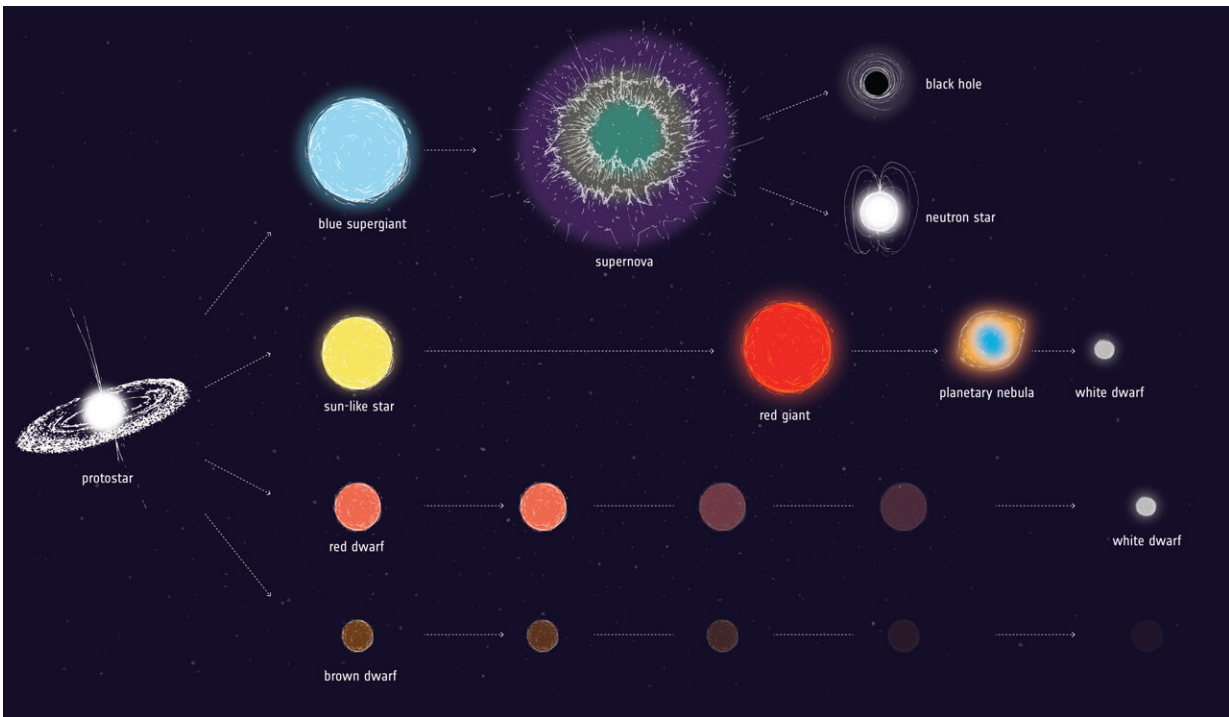 black hole
blue supergiant
neutron star
supernova
sun-like star
red giant
planetary nebula
white dwarf
protostar
red dwarf
white dwarf
brown dwarf